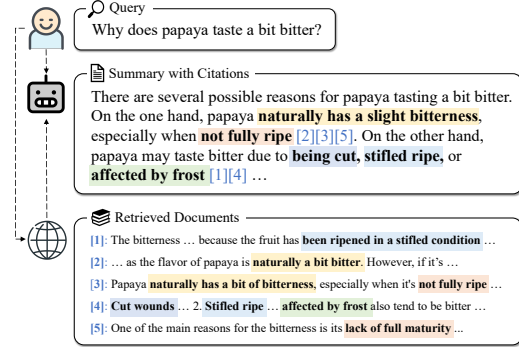 Query
Why does papaya taste a bit bitter?
Summary with Citations
There are several possible reasons for papaya tasting a bit bitter.
On the one hand, papaya naturally has a slight bitterness,
especially when not fully ripe [2][3][5]. On the other hand,
papaya may taste bitter due to being cut, stifled ripe, or
affected by frost [1][4] …
Retrieved Documents
[1]: The bitterness … because the fruit has been ripened in a stifled condition …
[2]: … as the flavor of papaya is naturally a bit bitter. However, if it's …
[3]: Papaya naturally has a bit of bitterness, especially when it's not fully ripe …
[4]: Cut wounds … 2. Stifled ripe … affected by frost also tend to be bitter …
[5]: One of the main reasons for the bitterness is its lack of full maturity ...